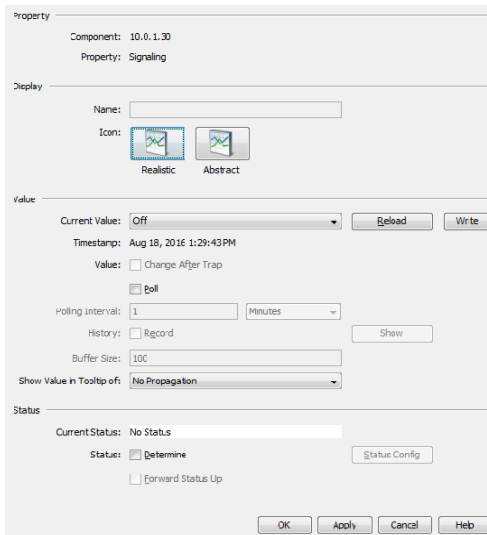 Property
Component: 10.0.1.30
Property: Signaling
Display
Name:
Icon:
Realistic Abstract
Value
Current Value: Off Reload Write
Timestamp: Aug 18, 2016 1:29:43 PM
Value: Change After Trap
Poll
Polling Interval: 1 Minutes
History: Record Show
Buffer Size: 100
Show Value in Tooltip of: No Propagation
Status
Current Status: No Status
Status: Determine Status Config
Forward Status Up
OK Apply Cancel Help